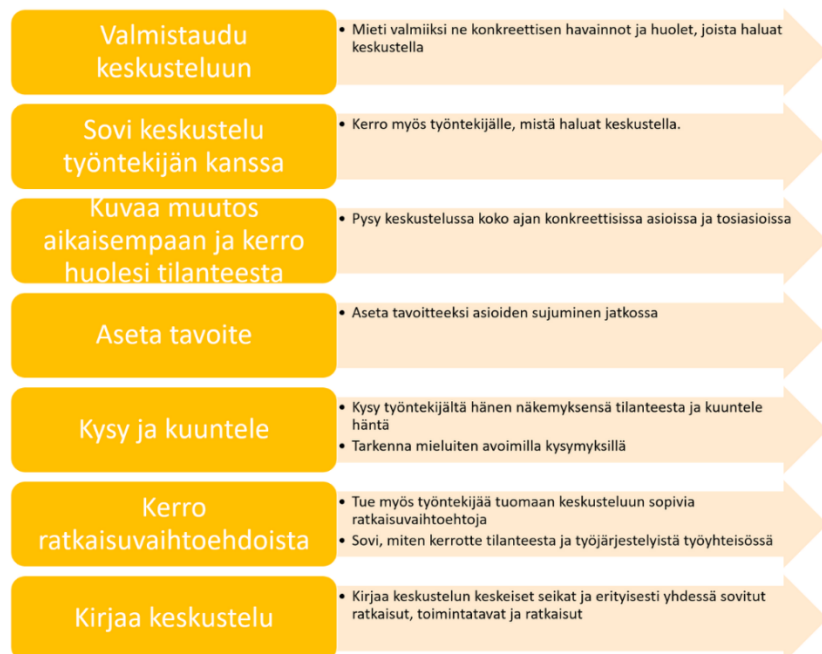 Valmistaudu
keskusteluun
• Mieti valmiiksi ne konkreettisen havainnot ja huolet, joista haluat
keskustella
Sovi keskustelu
työntekijän kanssa
• Kerro myös työntekijälle, mistä haluat keskustella.
Kuvaa muutos
aikaisempaan ja kerro
huolesi tilanteesta
• Pysy keskustelussa koko ajan konkreettisissa asioissa ja tosiasioissa
Aseta tavoite
• Aseta tavoitteeksi asioiden sujuminen jatkossa
Kysy ja kuuntele
• Kysy työntekijältä hänen näkemyksensä tilanteesta ja kuuntele
häntä
• Tarkenna mieluiten avoimilla kysymyksillä
Kerro
ratkaisuvaihtoehdoista
• Tue myös työntekijää tuomaan keskusteluun sopivia
ratkaisuvaihtoehtoja
• Sovi, miten kerrotte tilanteesta ja työjärjestelyistä työyhteisössä
Kirjaa keskustelu
• Kirjaa keskustelun keskeiset seikat ja erityisesti yhdessä sovitut
ratkaisut, toimintatavat ja ratkaisut